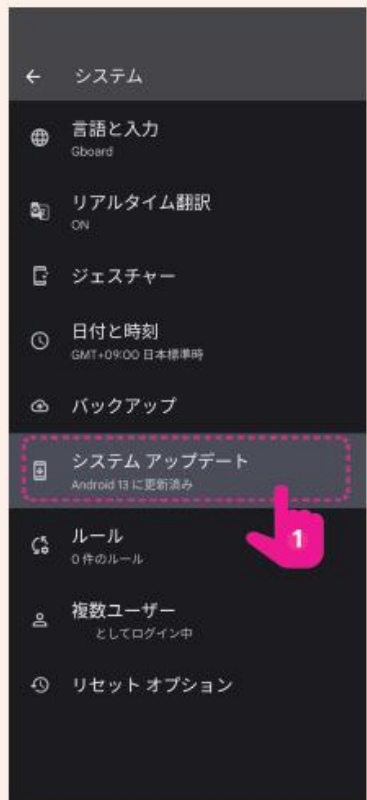 システム
言語と入力
Gboard
リアルタイム翻訳
ON
ジェスチャー
日付と時刻
GMT+09:00 日本標準時
バックアップ
システム アップデート
Android 13 に更新済み
1
ルール
0 件のルール
複数ユーザー
としてログイン中
リセット オプション